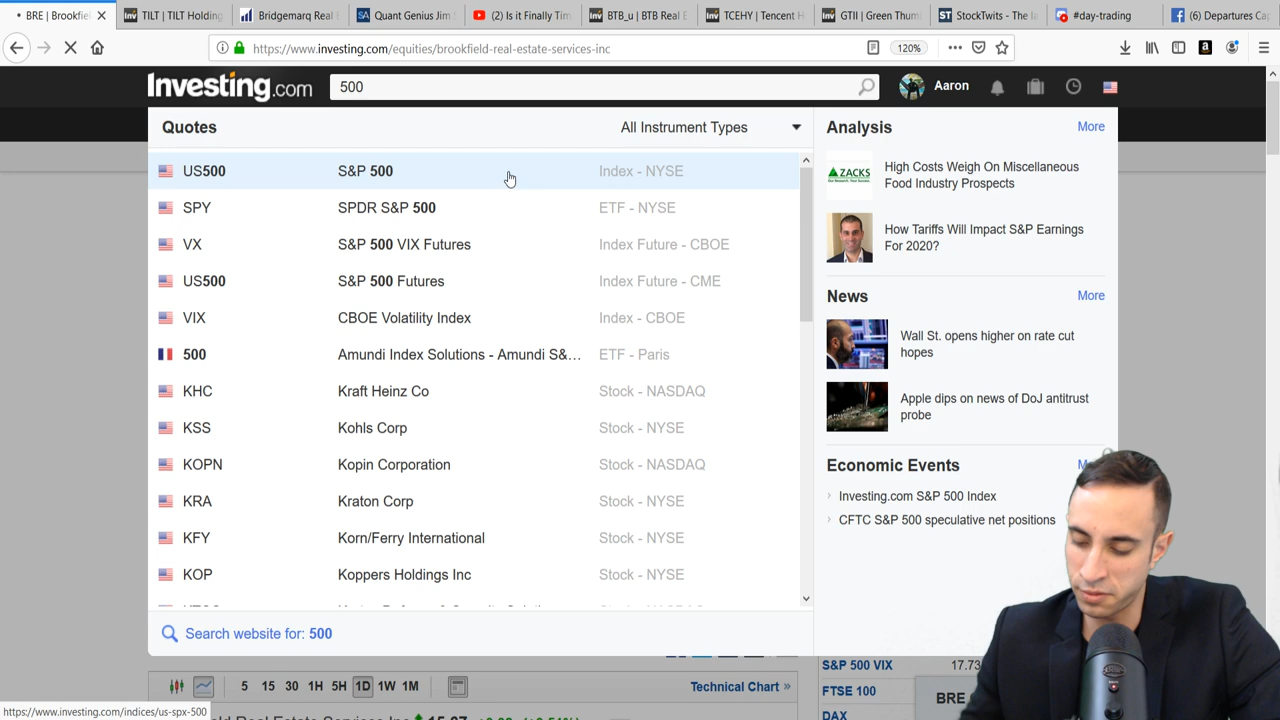 BRE | Brookfi
TILT | TILT Holding
Bridgemarq Real E
Quant Genius Jim S
(2) Is it Finally Tim
BTB_u | BTB Real E
TCEHY | Tencent H
GTII | Green Thum
StockTwits - The la
#day-trading
(6) Departures Ca
https://www.investing.com/equities/brookfield-real-estate-services-inc
120%
Investing.com
500
Aaron
Quotes
All Instrument Types
US500 S&P 500 Index - NYSE
SPY SPDR S&P 500 ETF - NYSE
VX S&P 500 VIX Futures Index Future - CBOE
US500 S&P 500 Futures Index Future - CME
VIX CBOE Volatility Index Index - CBOE
500 Amundi Index Solutions - Amundi S&... ETF - Paris
KHC Kraft Heinz Co Stock - NASDAQ
KSS Kohls Corp Stock - NYSE
KOPN Kopin Corporation Stock - NASDAQ
KRA Kraton Corp Stock - NYSE
KFY Korn/Ferry International Stock - NYSE
KOP Koppers Holdings Inc Stock - NYSE
Search website for: 500
Analysis
More
ZACKS
High Costs Weigh On Miscellaneous
Food Industry Prospects
How Tariffs Will Impact S&P Earnings
For 2020?
News
More
Wall St. opens higher on rate cut
hopes
Apple dips on news of DoJ antitrust
probe
Economic Events
Investing.com S&P 500 Index
CFTC S&P 500 speculative net positions
5 15 30 1H 5H 1D 1W 1M
Technical Chart »
S&P 500 VIX 17.73
FTSE 100
DAX
BRE
https://www.investing.com/indices/us-spx-500